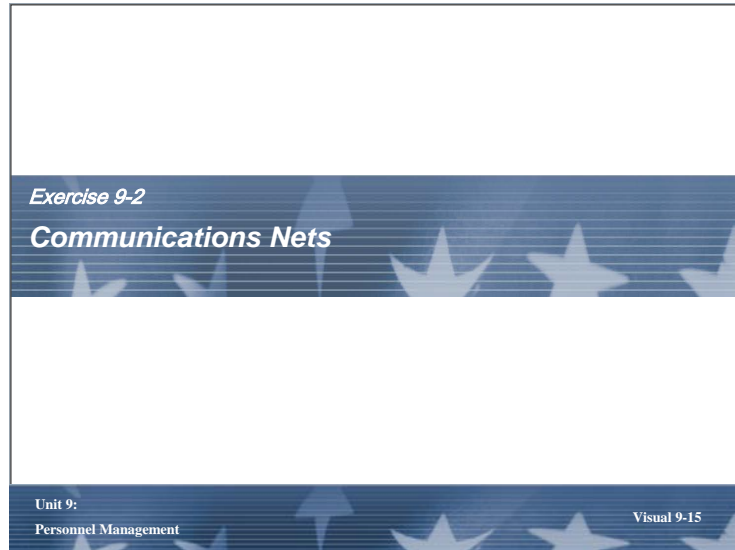 Exercise 9-2
Communications Nets
Unit 9:
Personnel Management
Visual 9-15